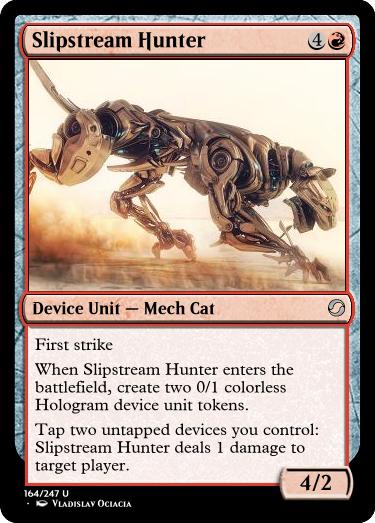 Slipstream Hunter 4
Device Unit — Mech Cat
First strike
When Slipstream Hunter enters the
battlefield, create two 0/1 colorless
Hologram device unit tokens.
Tap two untapped devices you control:
Slipstream Hunter deals 1 damage to
target player.
4/2
164/247 U
· Vladislav Ociacia